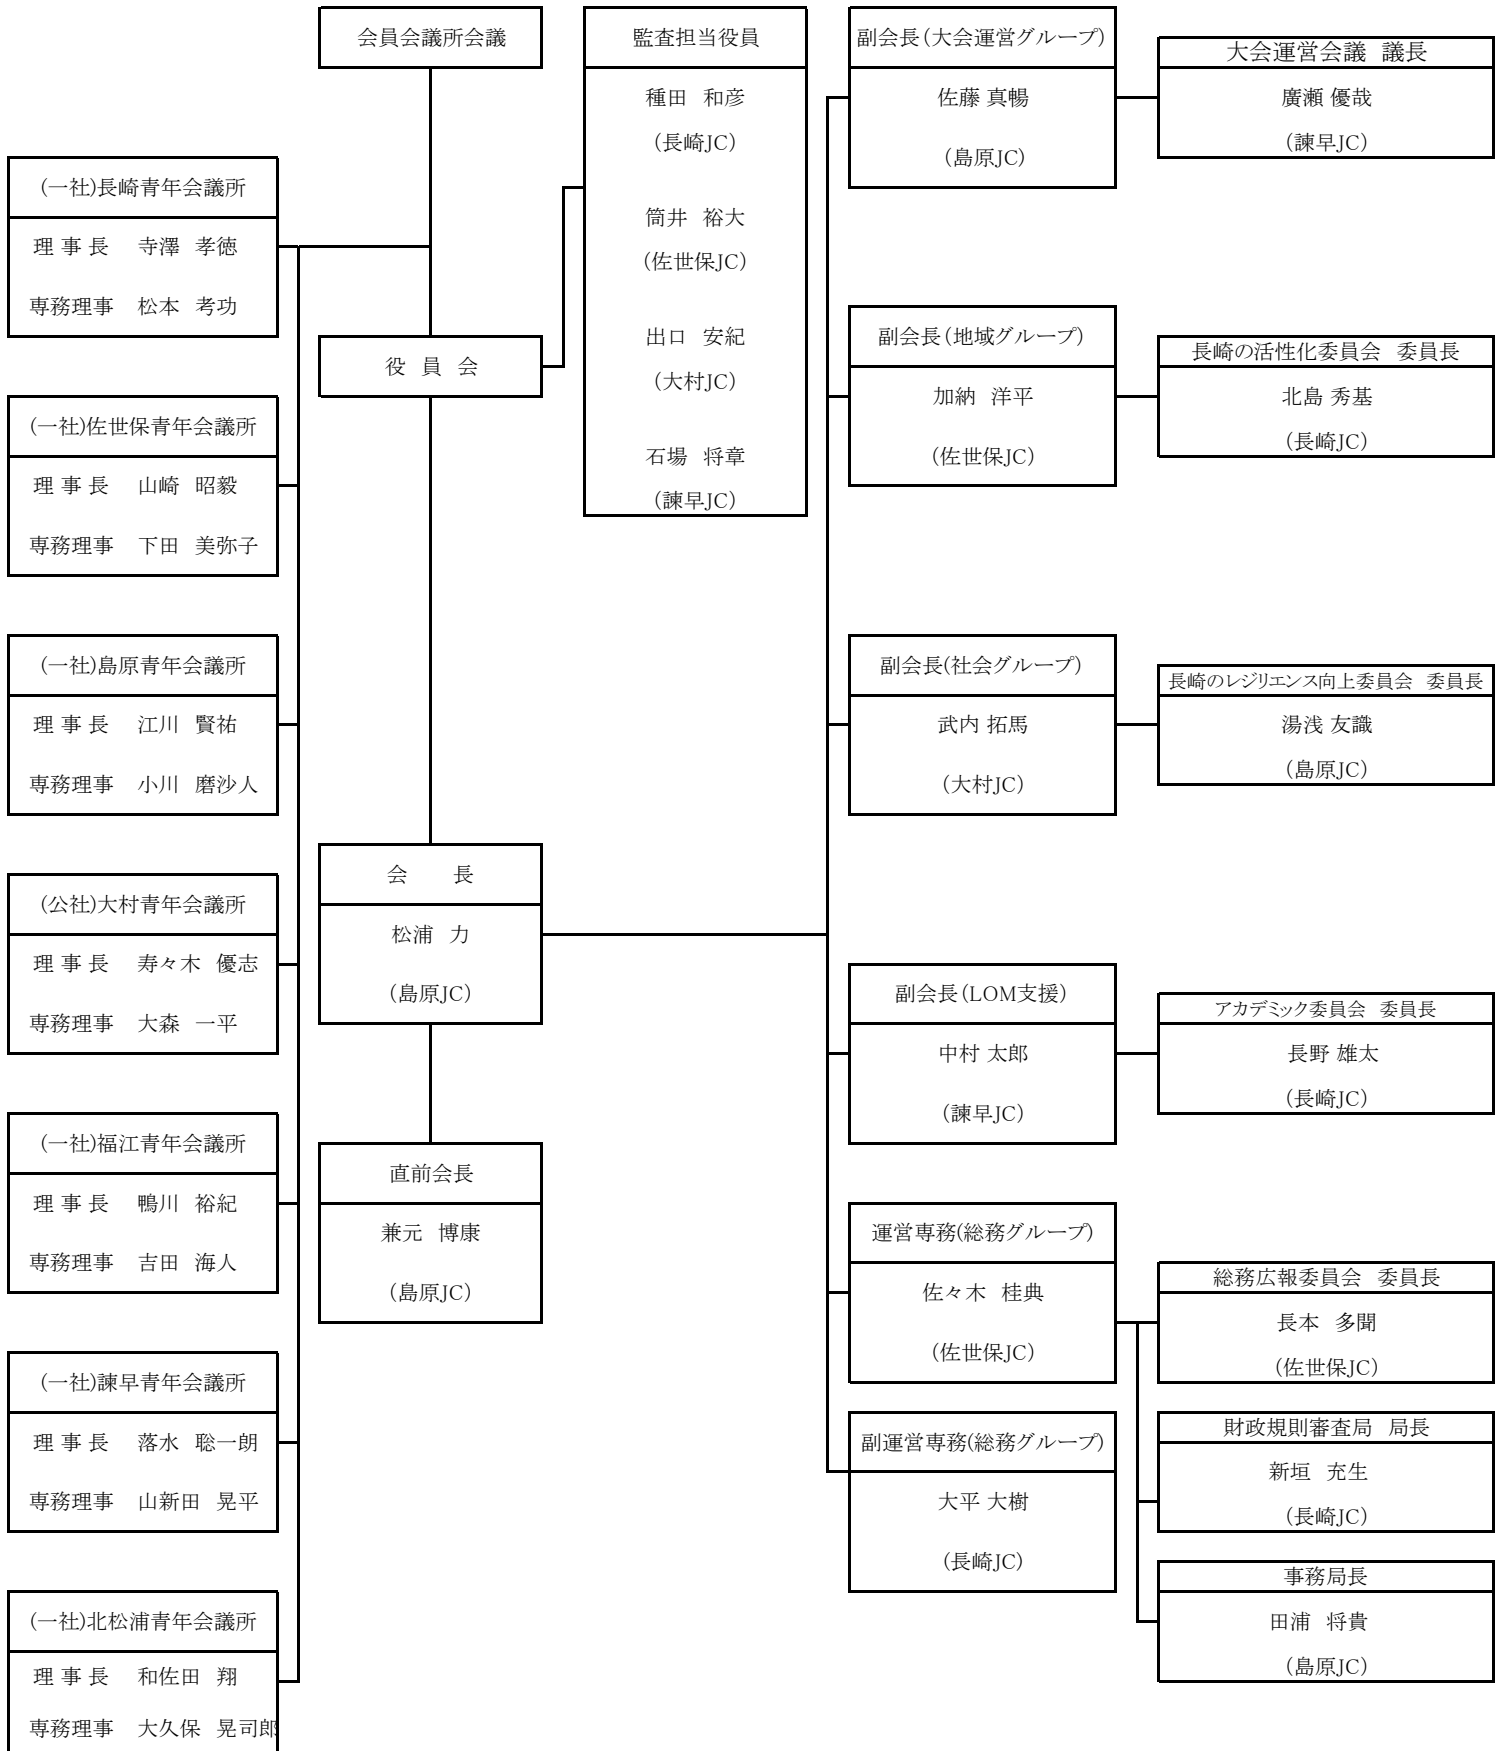 会員会議所会議
(一社)長崎青年会議所
理 事 長 寺澤 孝徳
専務理事 松本 考功
(一社)佐世保青年会議所
理 事 長 山崎 昭毅
専務理事 下田 美弥子
(一社)島原青年会議所
理 事 長 江川 賢祐
専務理事 小川 磨沙人
(公社)大村青年会議所
理 事 長 寿々木 優志
専務理事 大森 一平
(一社)福江青年会議所
理 事 長 鴨川 裕紀
専務理事 吉田 海人
(一社)諫早青年会議所
理 事 長 落水 聡一朗
専務理事 山新田 晃平
(一社)北松浦青年会議所
理 事 長 和佐田 翔
専務理事 大久保 晃司郎
役 員 会
会 長
松浦 力
(島原JC)
直前会長
兼元 博康
(島原JC)
監査担当役員
種田 和彦
(長崎JC)
筒井 裕大
(佐世保JC)
出口 安紀
(大村JC)
石場 将章
(諫早JC)
副会長(大会運営グループ)
佐藤 真暢
(島原JC)
大会運営会議 議長
廣瀬 優哉
(諫早JC)
副会長(地域グループ)
加納 洋平
(佐世保JC)
長崎の活性化委員会 委員長
北島 秀基
(長崎JC)
副会長(社会グループ)
武内 拓馬
(大村JC)
長崎のレジリエンス向上委員会 委員長
湯浅 友識
(島原JC)
副会長(LOM支援)
中村 太郎
(諫早JC)
アカデミック委員会 委員長
長野 雄太
(長崎JC)
運営専務(総務グループ)
佐々木 桂典
(佐世保JC)
総務広報委員会 委員長
長本 多聞
(佐世保JC)
副運営専務(総務グループ)
大平 大樹
(長崎JC)
財政規則審査局 局長
新垣 充生
(長崎JC)
事務局長
田浦 将貴
(島原JC)